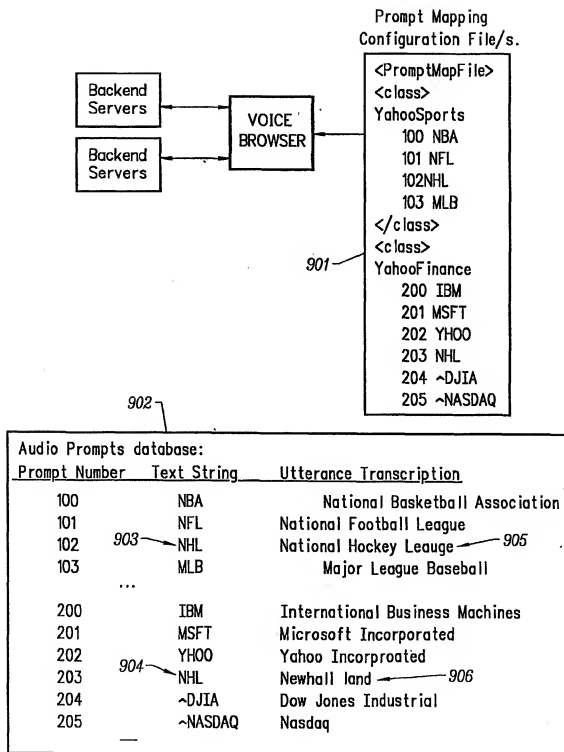 Prompt Mapping
Configuration File/s.
Backend
Servers
Backend
Servers
VOICE
BROWSER
<PromptMapFile>
<class>
YahooSports
100 NBA
101 NFL
102NHL
103 MLB
</class>
<class>
901
YahooFinance
200 IBM
201 MSFT
202 YHOO
203 NHL
204 ~DJIA
205 ~NASDAQ
902
Audio Prompts database:
Prompt Number Text String Utterance Transcription
100 NBA National Basketball Association
101 NFL National Football League
102 903 NHL National Hockey Leauge 905
103 MLB Major League Baseball
...
200 IBM International Business Machines
201 MSFT Microsoft Incorporated
202 YHOO Yahoo Incorproated
203 904 NHL Newhall land 906
204 ~DJIA Dow Jones Industrial
205 ~NASDAQ Nasdaq